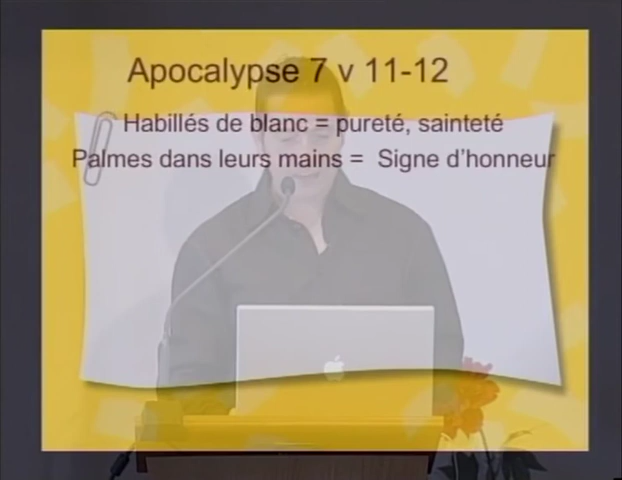 Apocalypse 7 v 11-12
Habillés de blanc = pureté, sainteté
Palmes dans leurs mains = Signe d'honneur